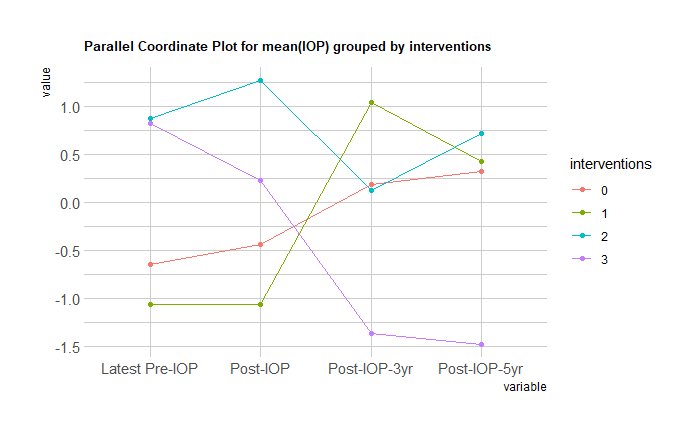 Parallel Coordinate Plot for mean(IOP) grouped by interventions
value
1.0
0.5
0.0
-0.5
-1.0
-1.5
Latest Pre-IOP Post-IOP Post-IOP-3yr Post-IOP-5yr
variable
interventions
0
1
2
3